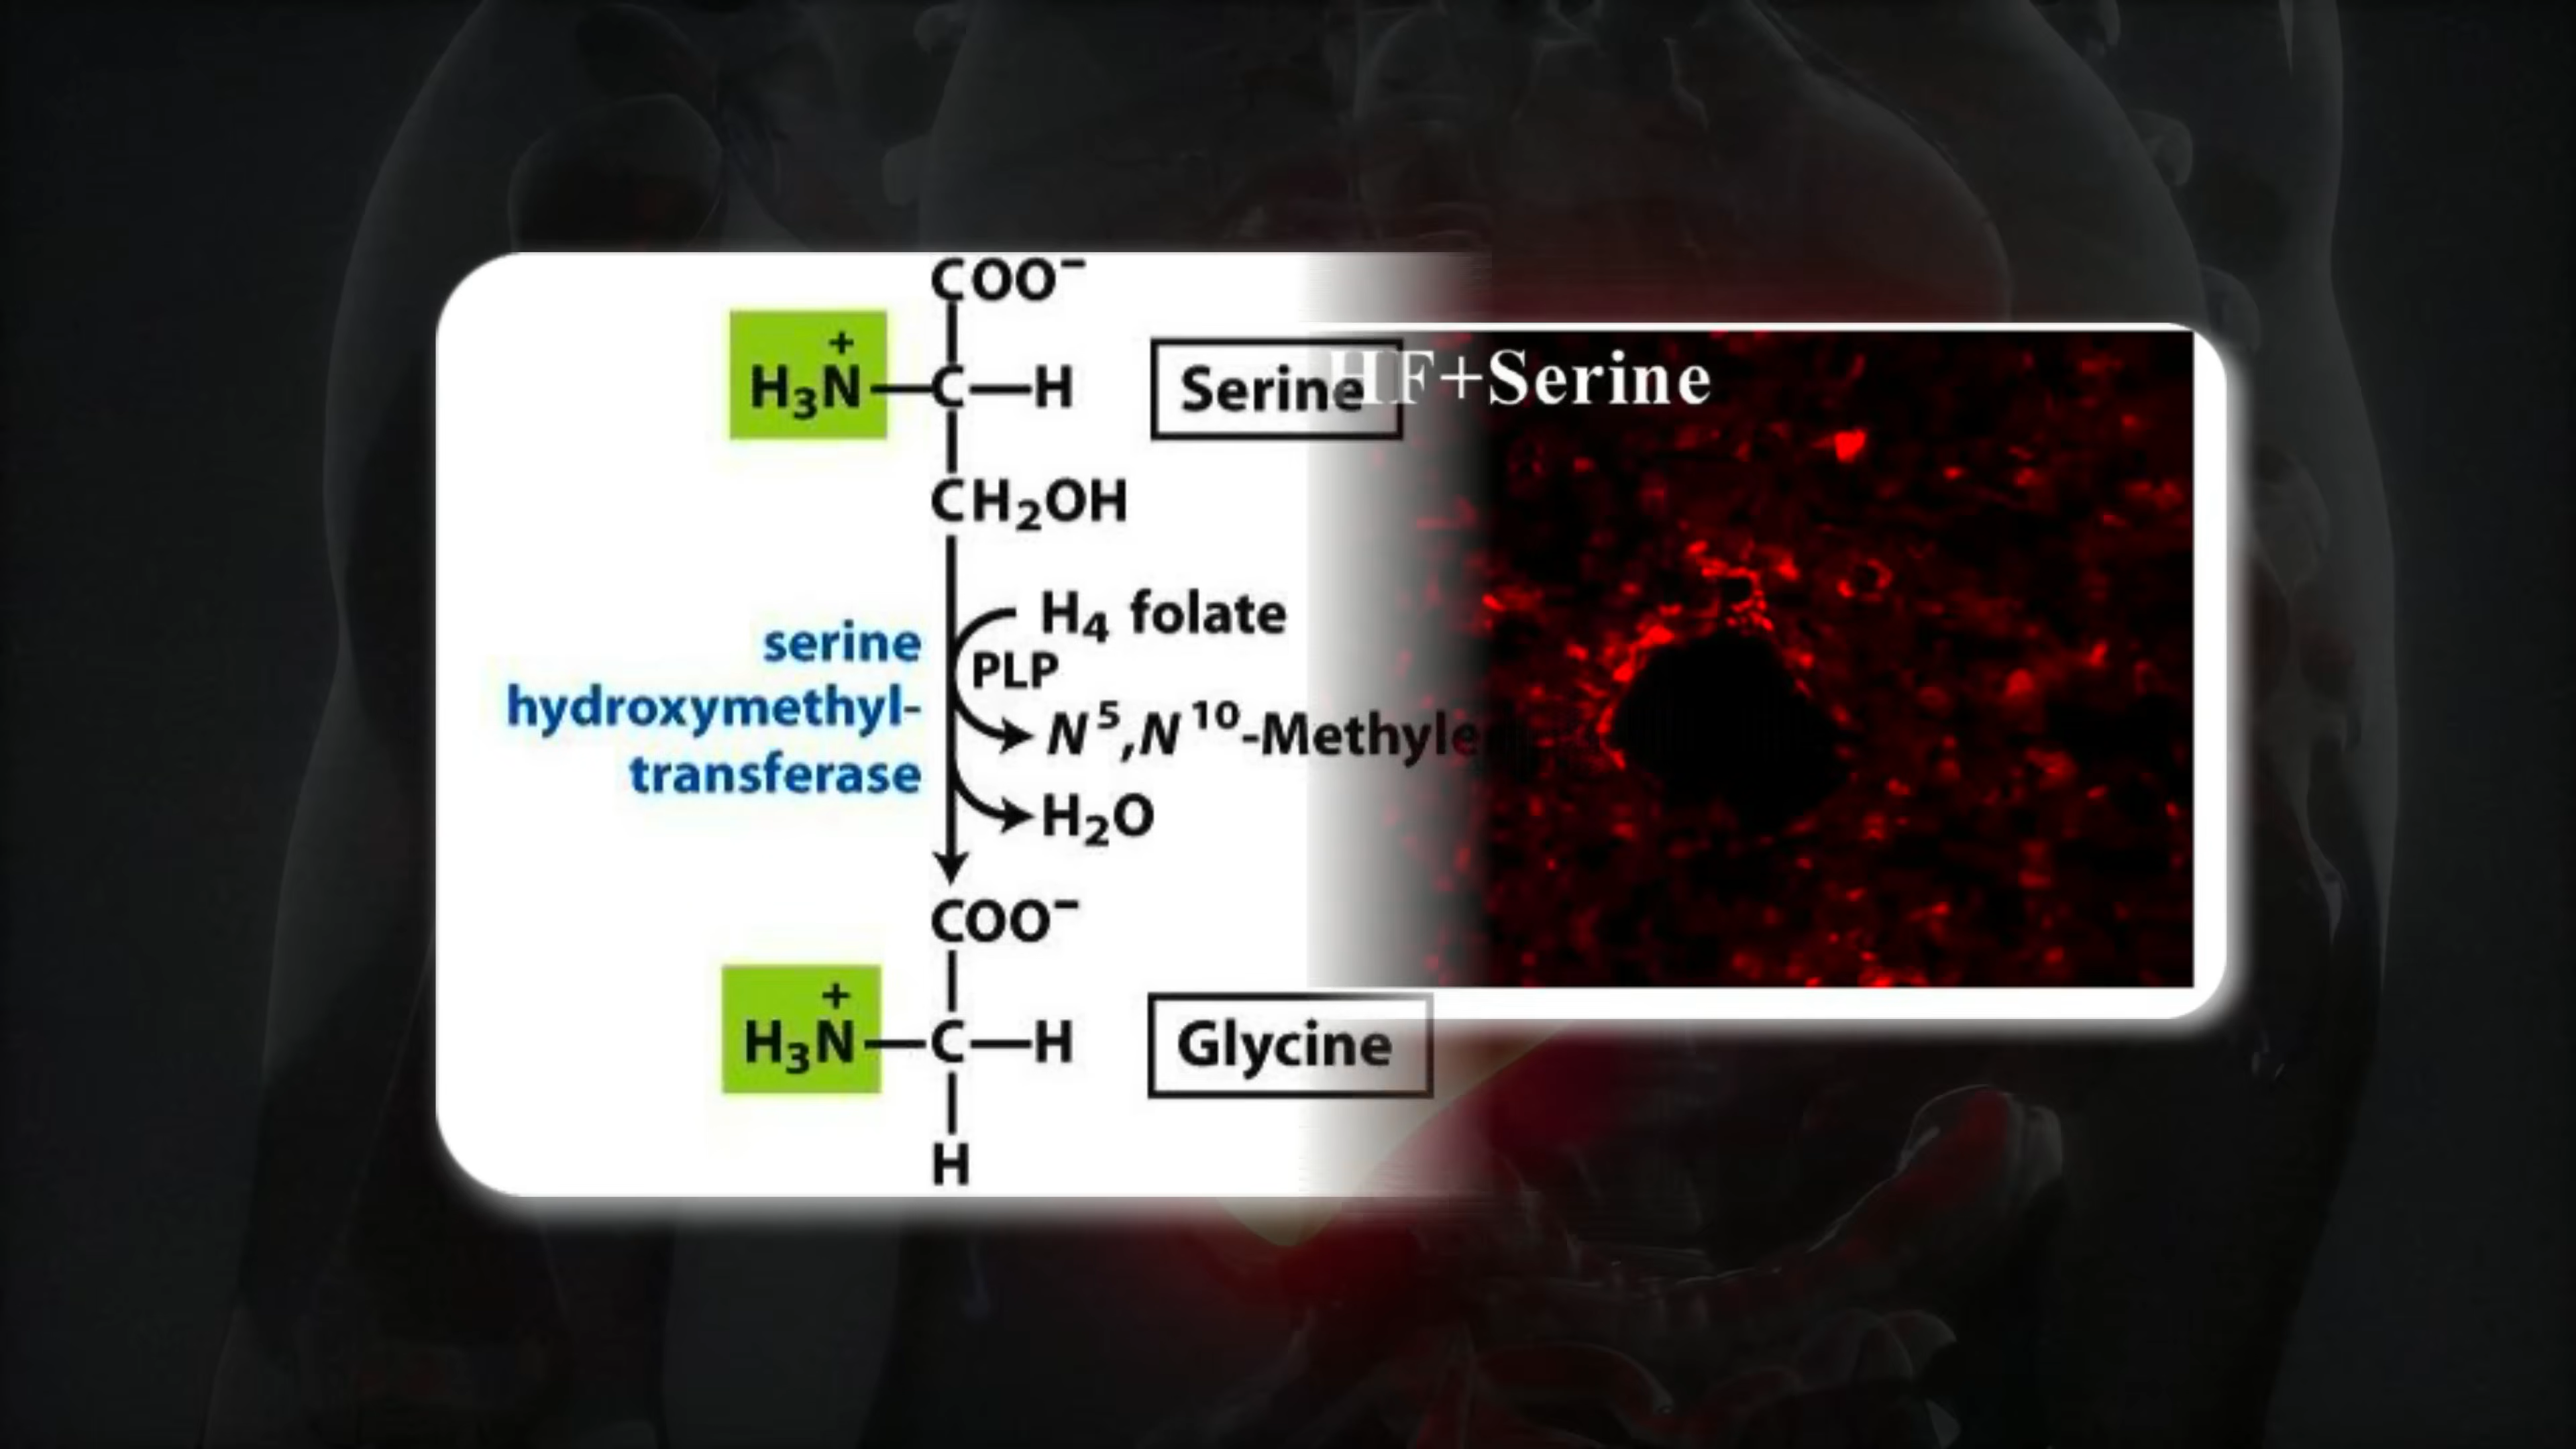 COO⁻
H₃N⁺—C—H
Serine
HF+Serine
CH₂OH
H₄ folate
serine
hydroxymethyl-
transferase
PLP
N⁵,N¹⁰-Methyle
H₂O
COO⁻
H₃N⁺—C—H
Glycine
H